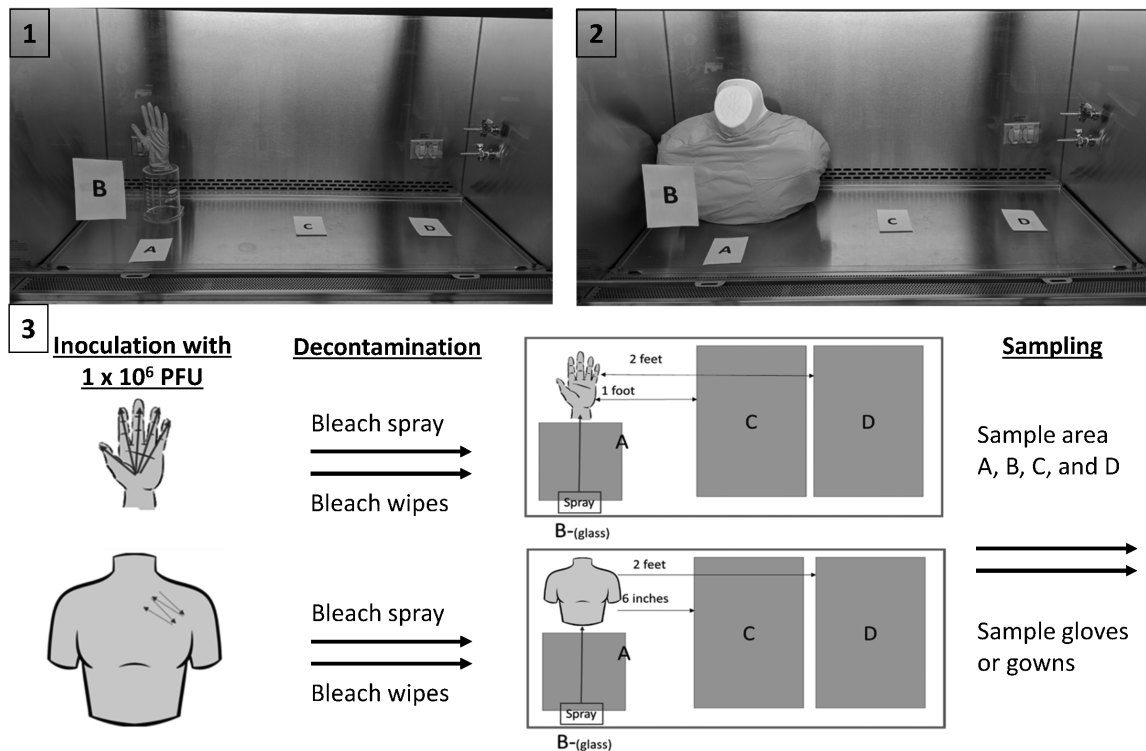 1
B
A
C
D
2
B
A
C
D
3
Inoculation with
1 x 10⁶ PFU
Decontamination
Bleach spray
Bleach wipes
2 feet
1 foot
A
C
D
Spray
B-(glass)
Sampling
Sample area
A, B, C, and D
Bleach spray
Bleach wipes
2 feet
6 inches
A
C
D
Spray
B-(glass)
Sample gloves
or gowns